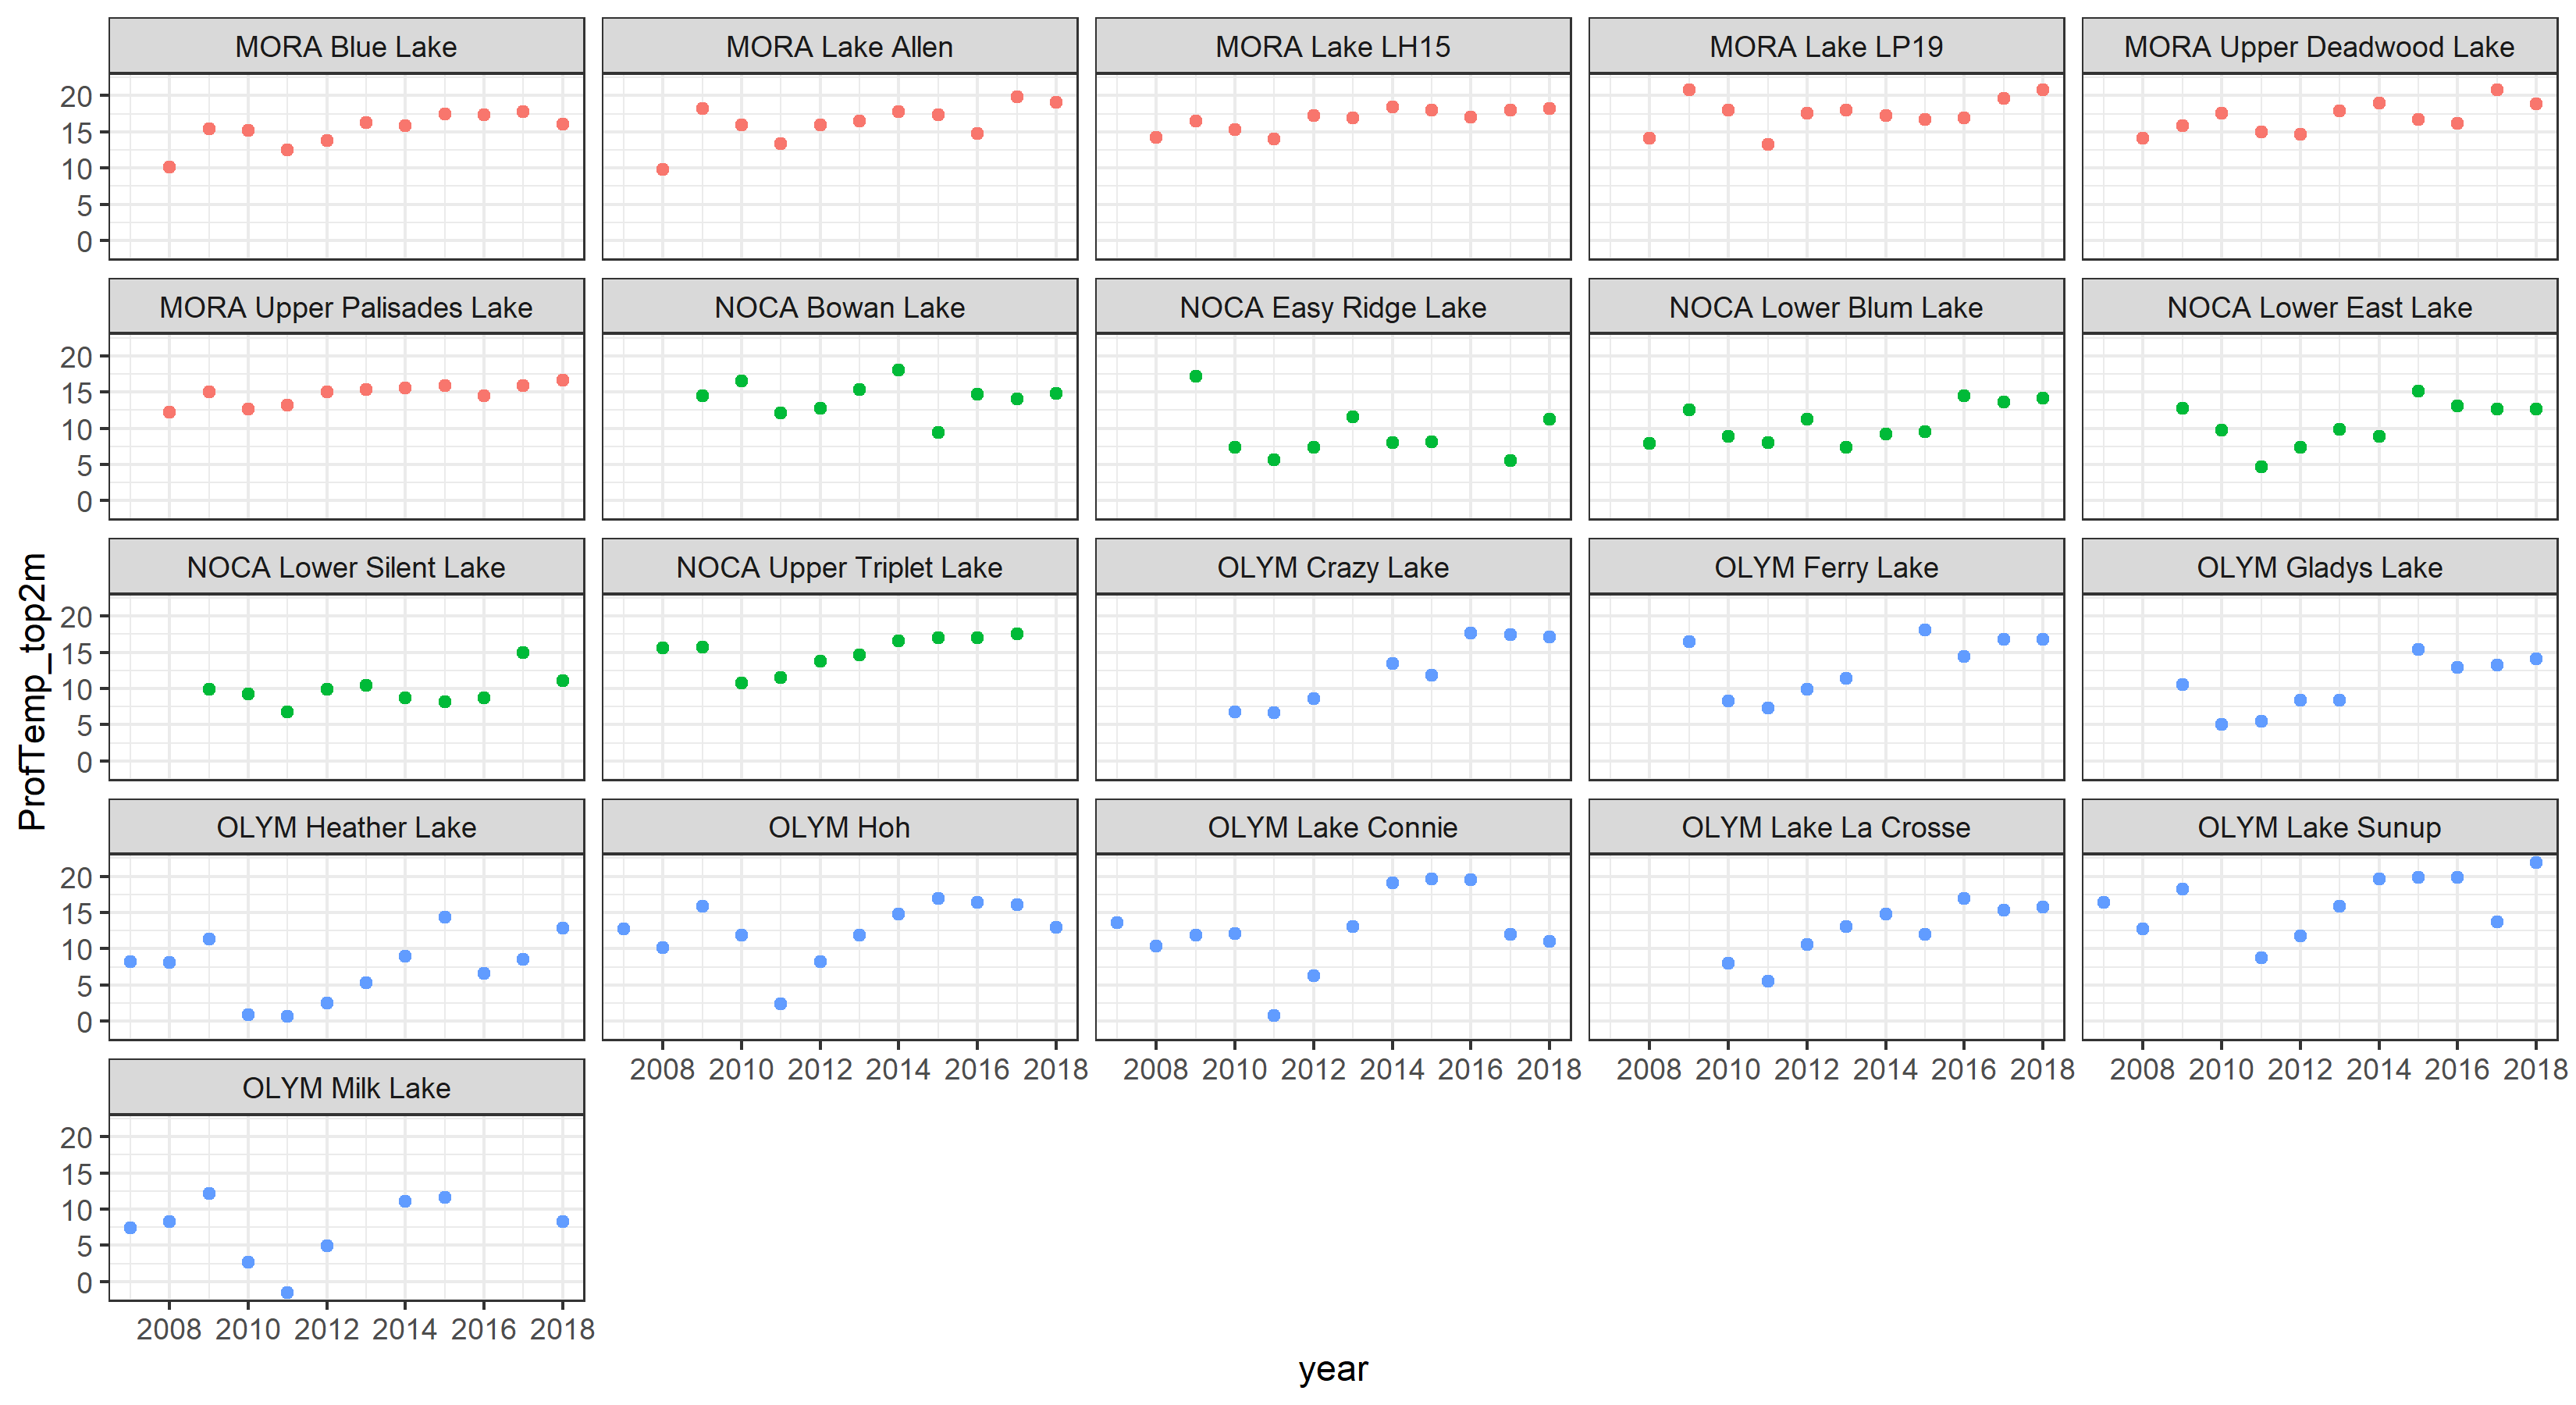 MORA Blue Lake MORA Lake Allen MORA Lake LH15 MORA Lake LP19 MORA Upper Deadwood Lake
20
15
10
5
0
MORA Upper Palisades Lake NOCA Bowan Lake NOCA Easy Ridge Lake NOCA Lower Blum Lake NOCA Lower East Lake
20
15
10
5
0
NOCA Lower Silent Lake NOCA Upper Triplet Lake OLYM Crazy Lake OLYM Ferry Lake OLYM Gladys Lake
20
15
10
5
0
ProfTemp_top2m
OLYM Heather Lake OLYM Hoh OLYM Lake Connie OLYM Lake La Crosse OLYM Lake Sunup
20
15
10
5
0
2008 2010 2012 2014 2016 2018 2008 2010 2012 2014 2016 2018 2008 2010 2012 2014 2016 2018 2008 2010 2012 2014 2016 2018
OLYM Milk Lake
20
15
10
5
0
2008 2010 2012 2014 2016 2018
year